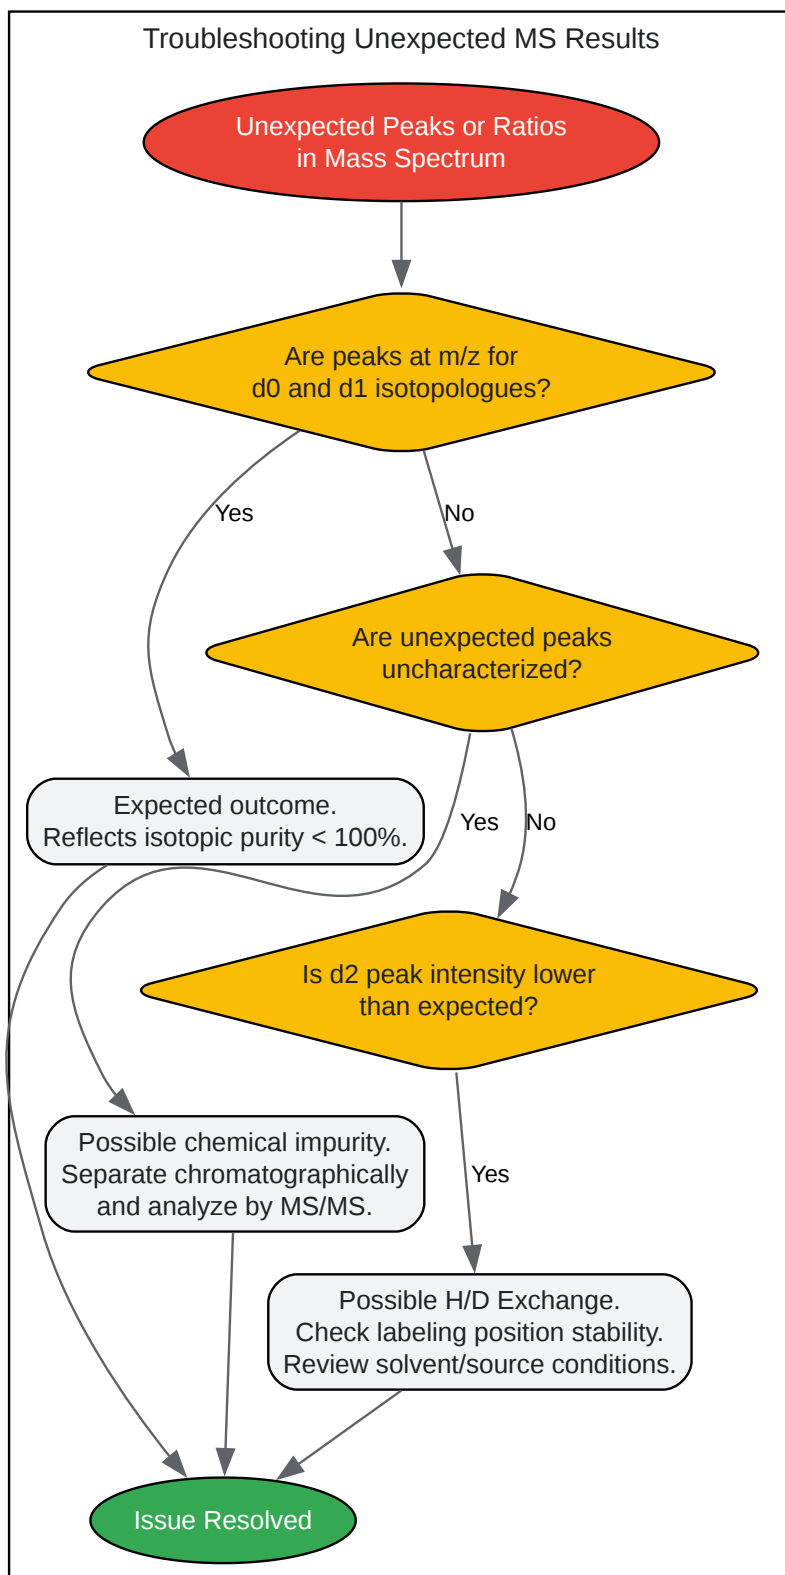 Troubleshooting Unexpected MS Results
Unexpected Peaks or Ratios
in Mass Spectrum
Are peaks at m/z for
d0 and d1 isotopologues?
Yes
No
Are unexpected peaks
uncharacterized?
Expected outcome.
Reflects isotopic purity < 100%.
Yes
No
Is d2 peak intensity lower
than expected?
Possible chemical impurity.
Separate chromatographically
and analyze by MS/MS.
Yes
Possible H/D Exchange.
Check labeling position stability.
Review solvent/source conditions.
Issue Resolved